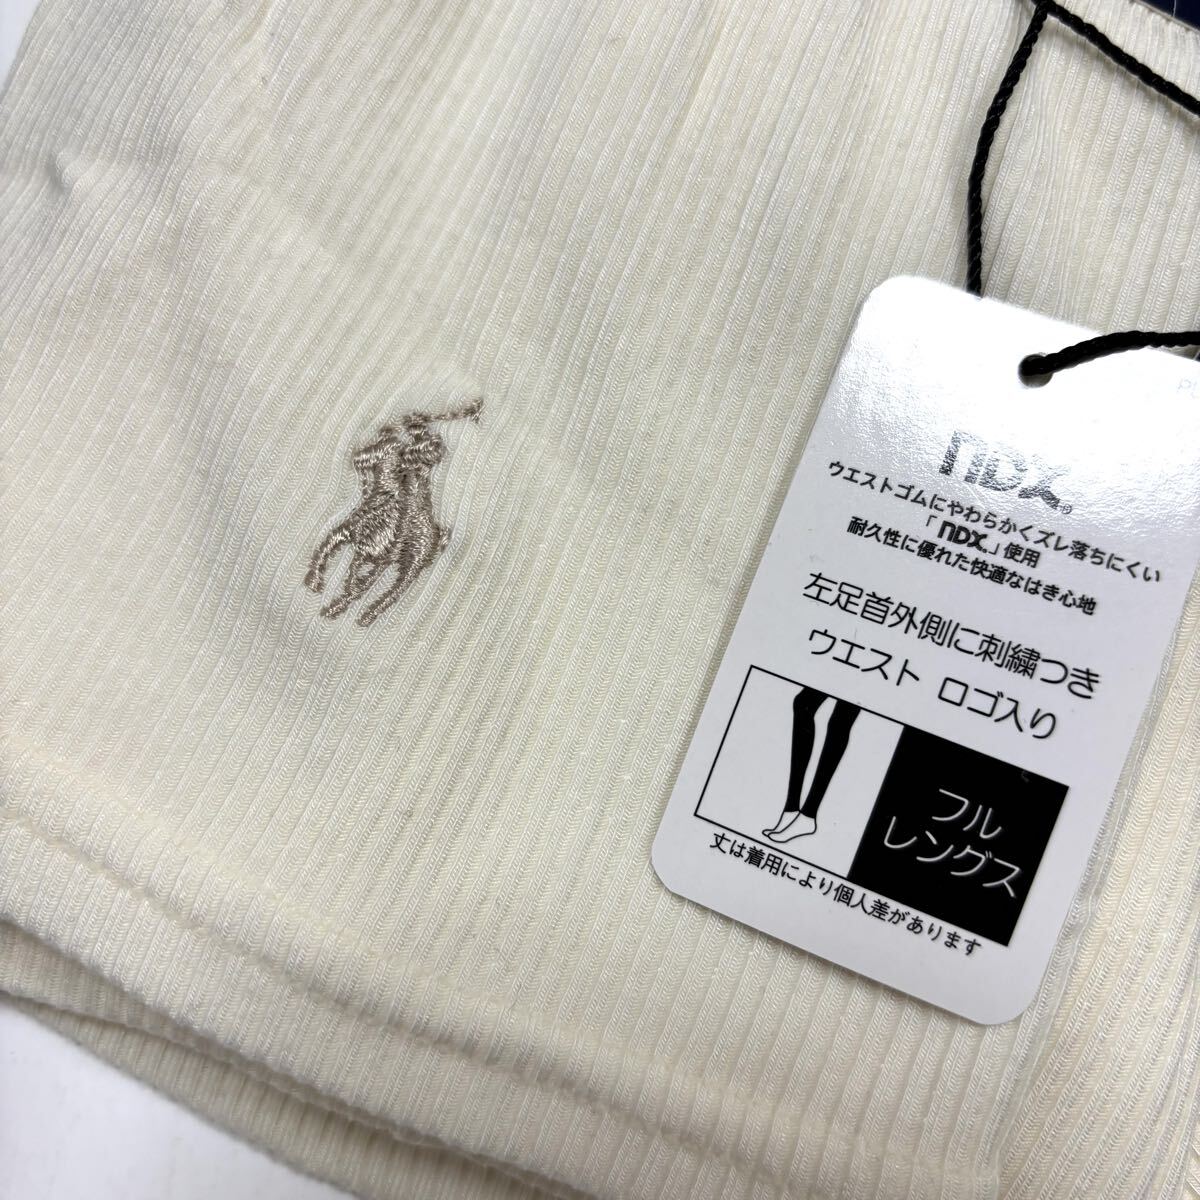 NDX®
ウエストゴムにやわらかくズレ落ちにくい
「NDX®」使用
耐久性に優れた快適なはき心地
左足首外側に刺繍つき
ウエスト ロゴ入り
フル
レングス
丈は着用により個人差があります